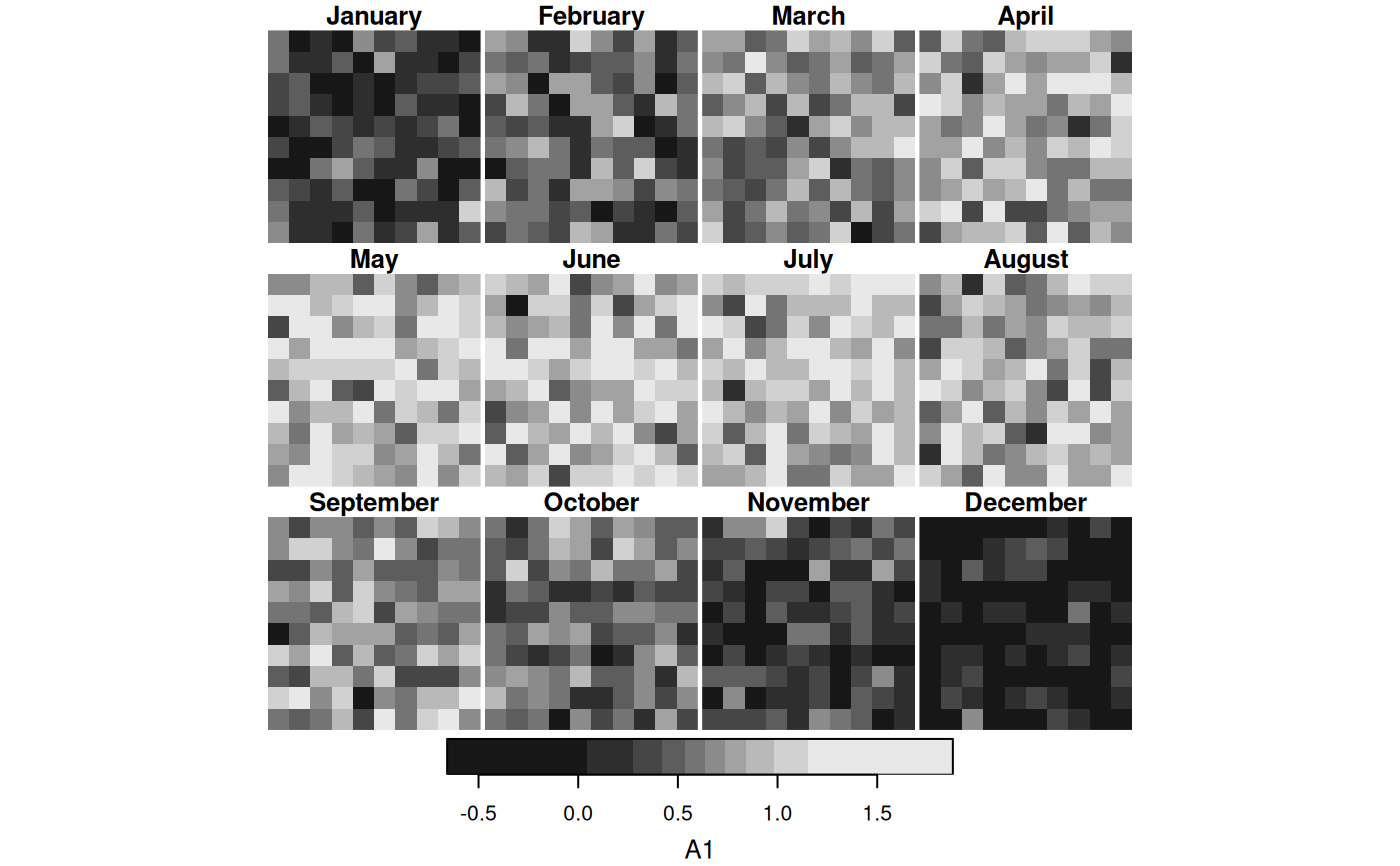 January February March April
May June July August
September October November December
-0.5 0.0 0.5 1.0 1.5
A1